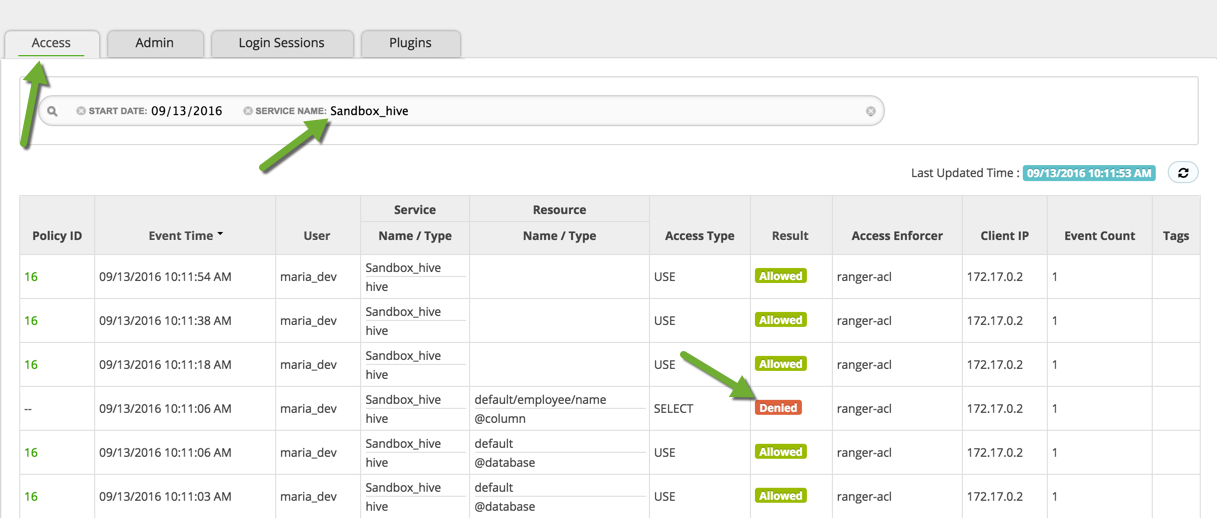 Access Admin Login Sessions Plugins
START DATE: 09/13/2016 SERVICE NAME: Sandbox_hive
Last Updated Time : 09/13/2016 10:11:53 AM
Service Resource
Policy ID Event Time User Name / Type Name / Type Access Type Result Access Enforcer Client IP Event Count Tags
Sandbox_hive
16 09/13/2016 10:11:54 AM maria_dev USE Allowed ranger-acl 172.17.0.2 1
hive
Sandbox_hive
16 09/13/2016 10:11:38 AM maria_dev USE Allowed ranger-acl 172.17.0.2 1
hive
Sandbox_hive
16 09/13/2016 10:11:18 AM maria_dev USE Allowed ranger-acl 172.17.0.2 1
hive
Sandbox_hive default/employee/name
-- 09/13/2016 10:11:06 AM maria_dev SELECT Denied ranger-acl 172.17.0.2 1
hive @column
Sandbox_hive default
16 09/13/2016 10:11:06 AM maria_dev USE Allowed ranger-acl 172.17.0.2 1
hive @database
Sandbox_hive default
16 09/13/2016 10:11:03 AM maria_dev USE Allowed ranger-acl 172.17.0.2 1
hive @database